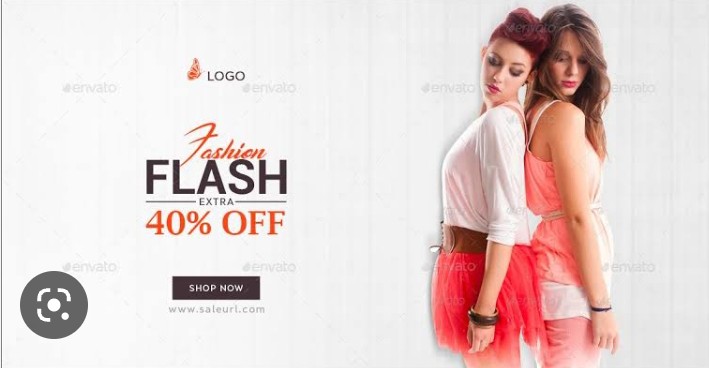 LOGO
Fashion
FLASH
EXTRA
40% OFF
SHOP NOW
www.saleurl.com
envato
envato
envato
envato
envato
envato
envato
envato